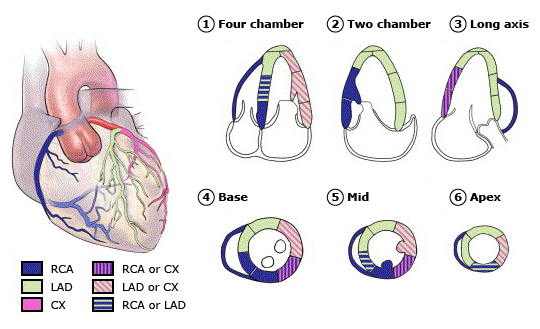 1 Four chamber
2 Two chamber
3 Long axis
4 Base
5 Mid
6 Apex
RCA
RCA or CX
LAD
LAD or CX
CX
RCA or LAD